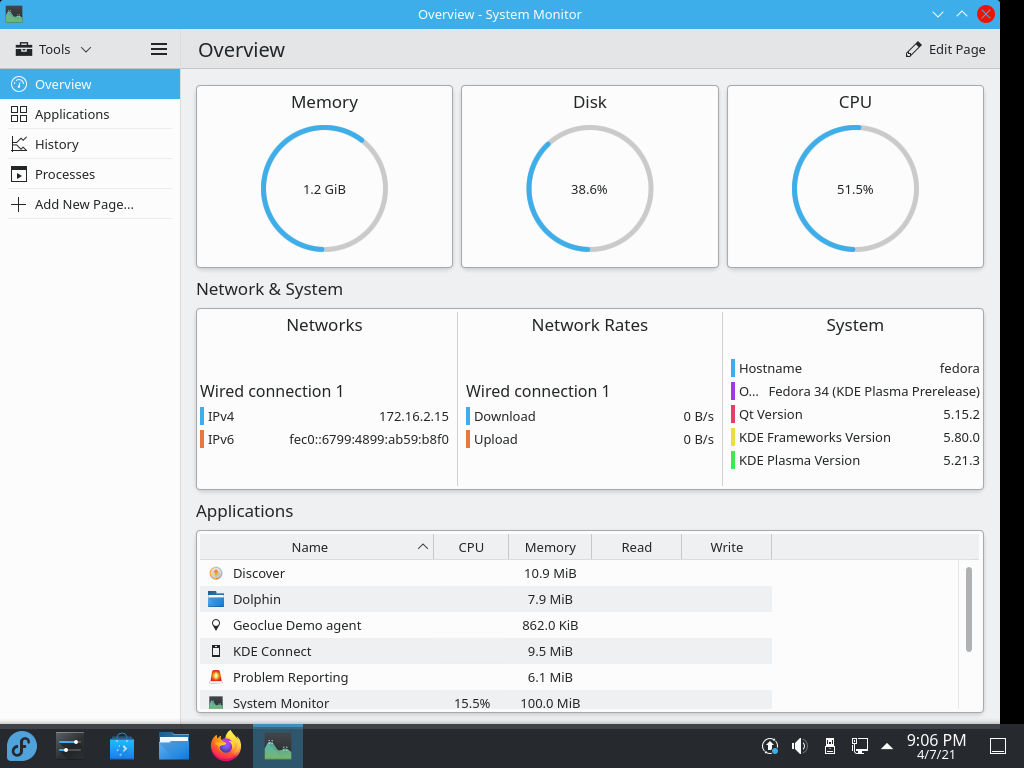 Overview - System Monitor
Tools
Overview
Edit Page
Overview
Applications
History
Processes
Add New Page...
Memory
1.2 GiB
Disk
38.6%
CPU
51.5%
Network & System
Networks
Wired connection 1
IPv4 172.16.2.15
IPv6 fec0::6799:4899:ab59:b8f0
Network Rates
Wired connection 1
Download 0 B/s
Upload 0 B/s
System
Hostname fedora
O... Fedora 34 (KDE Plasma Prerelease)
Qt Version 5.15.2
KDE Frameworks Version 5.80.0
KDE Plasma Version 5.21.3
Applications
Name CPU Memory Read Write
Discover 10.9 MiB
Dolphin 7.9 MiB
Geoclue Demo agent 862.0 KiB
KDE Connect 9.5 MiB
Problem Reporting 6.1 MiB
System Monitor 15.5% 100.0 MiB
9:06 PM
4/7/21